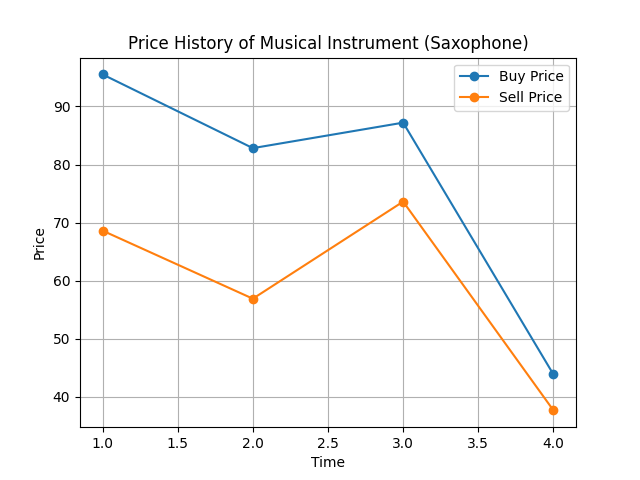 Price History of Musical Instrument (Saxophone)
Buy Price
Sell Price
Price
90
80
70
60
50
40
1.0 1.5 2.0 2.5 3.0 3.5 4.0
Time